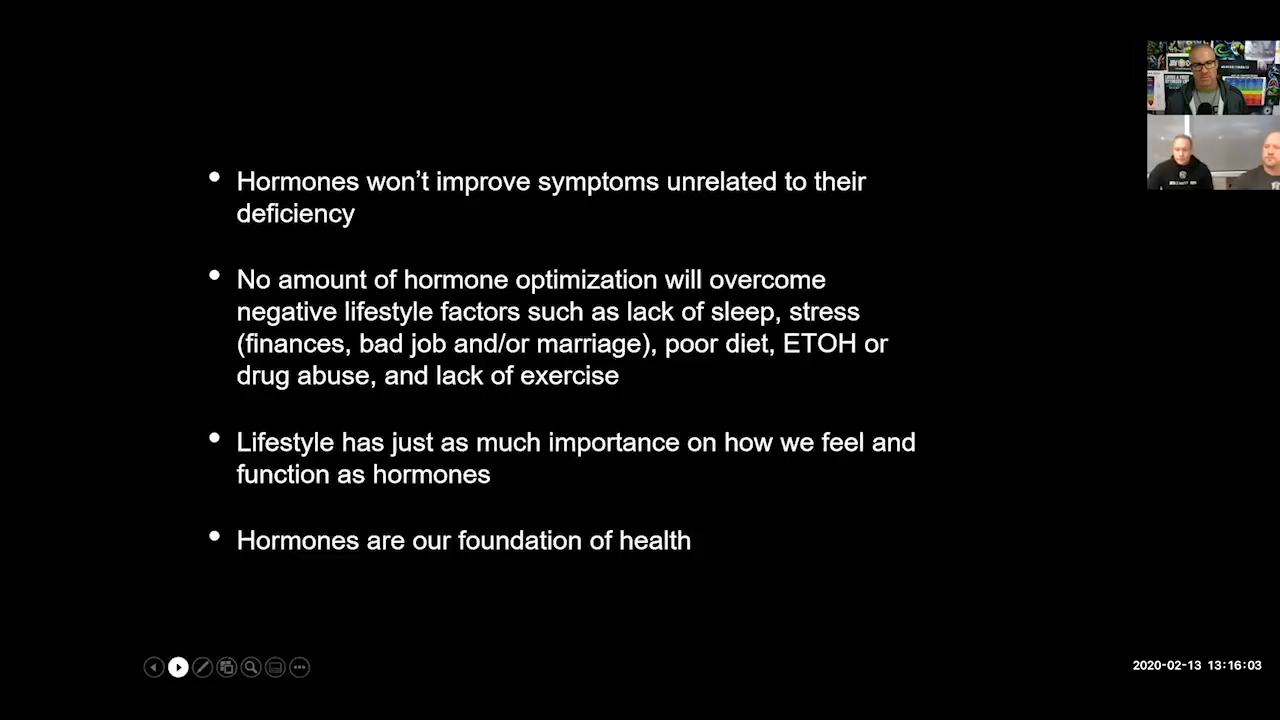 Hormones won’t improve symptoms unrelated to their
deficiency
No amount of hormone optimization will overcome
negative lifestyle factors such as lack of sleep, stress
(finances, bad job and/or marriage), poor diet, ETOH or
drug abuse, and lack of exercise
Lifestyle has just as much importance on how we feel and
function as hormones
Hormones are our foundation of health
2020-02-13 13:16:03